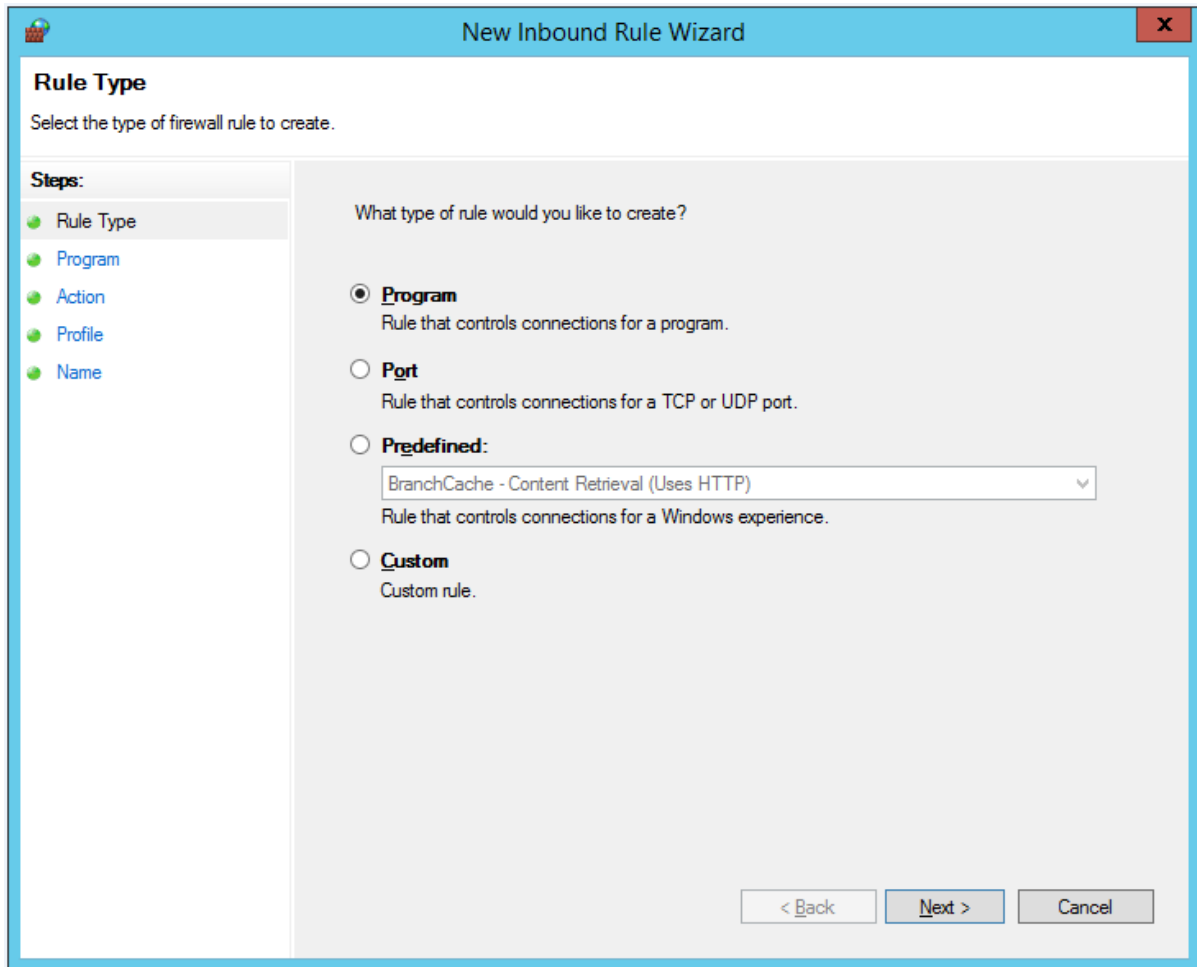 New Inbound Rule Wizard
X
Rule Type
Select the type of firewall rule to create.
Steps:
Rule Type
Program
Action
Profile
Name
What type of rule would you like to create?
Program
Rule that controls connections for a program.
Port
Rule that controls connections for a TCP or UDP port.
Predefined:
BranchCache - Content Retrieval (Uses HTTP)
Rule that controls connections for a Windows experience.
Custom
Custom rule.
< Back
Next >
Cancel